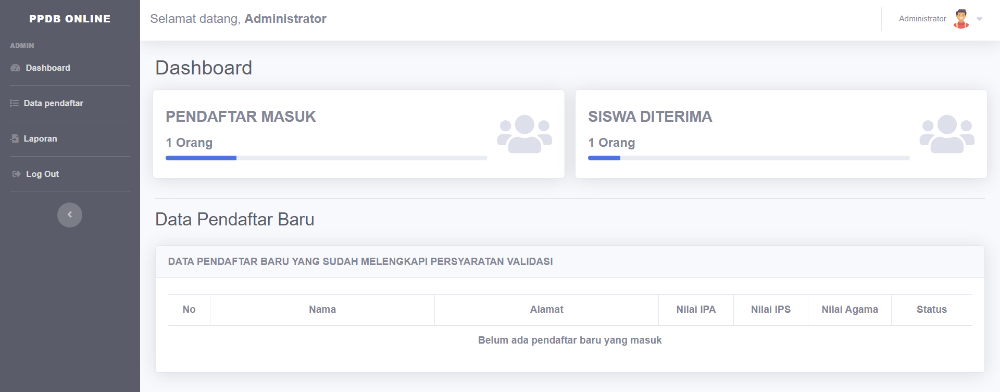 PPDB ONLINE
ADMIN
Dashboard
Data pendaftar
Laporan
Log Out
Selamat datang, Administrator
Administrator
Dashboard
PENDAFTAR MASUK
1 Orang
SISWA DITERIMA
1 Orang
Data Pendaftar Baru
DATA PENDAFTAR BARU YANG SUDAH MELENGKAPI PERSYARATAN VALIDASI
No Nama Alamat Nilai IPA Nilai IPS Nilai Agama Status
Belum ada pendaftar baru yang masuk